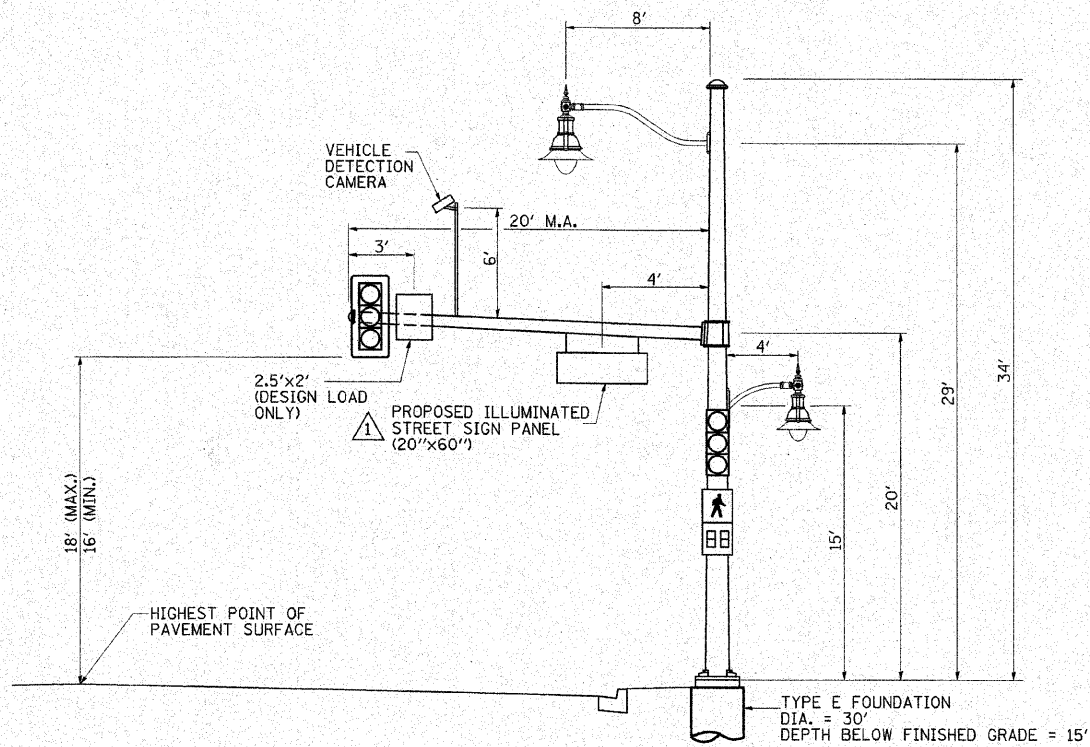 8'
VEHICLE
DETECTION
CAMERA
20' M.A.
3'
6'
4'
4'
2.5'x2'
(DESIGN LOAD
ONLY)
1
PROPOSED ILLUMINATED
STREET SIGN PANEL
(20"x60")
34'
29'
20'
15'
18' (MAX.)
16' (MIN.)
88
HIGHEST POINT OF
PAVEMENT SURFACE
TYPE E FOUNDATION
DIA. = 30'
DEPTH BELOW FINISHED GRADE = 15'